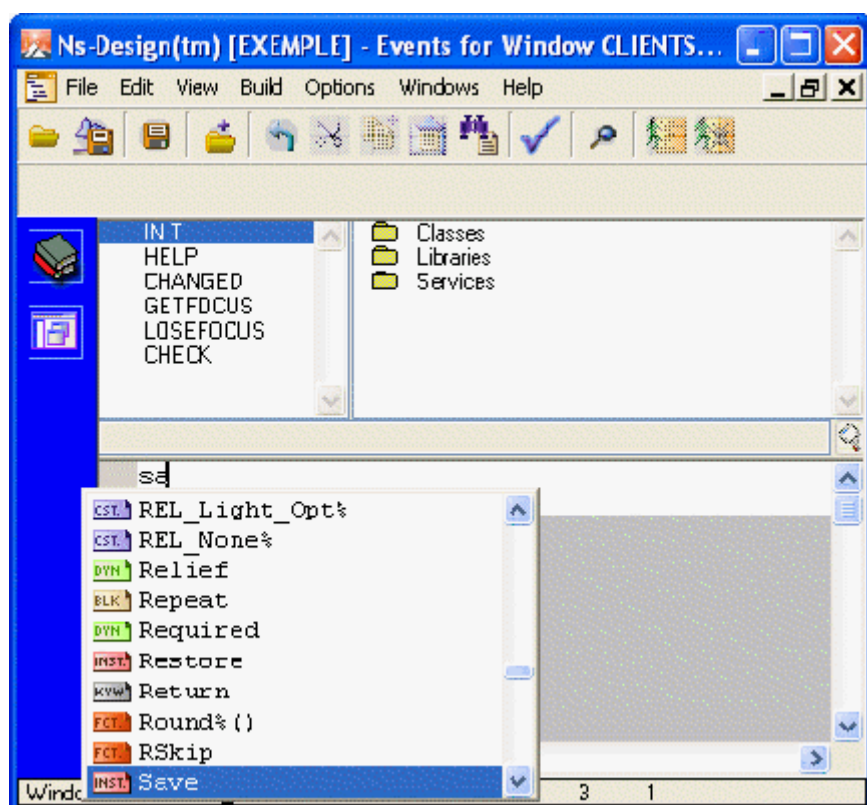 Ns-Design(tm) [EXEMPLE] - Events for Window CLIENTS...
File Edit View Build Options Windows Help
INIT
HELP
CHANGED
GETFOCUS
LOSEFOCUS
CHECK
Classes
Libraries
Services
sa
CST. REL_Light_Opt%
CST. REL_None%
DYN Relief
BLK Repeat
DYN Required
INST. Restore
KYW Return
FCT. Round%()
FCT. RSkip
INST. Save
3 1